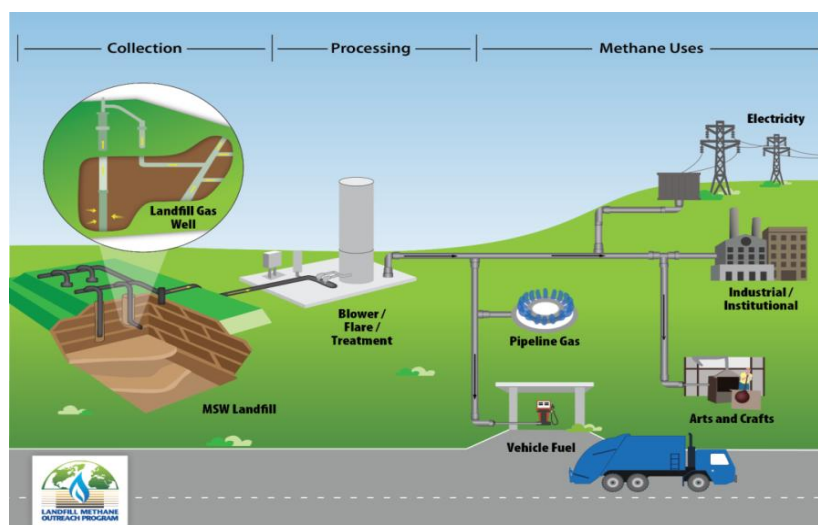 Collection
Processing
Methane Uses
Electricity
Landfill Gas
Well
Industrial /
Institutional
Blower /
Flare /
Treatment
Pipeline Gas
MSW Landfill
Arts and Crafts
Vehicle Fuel
LANDFILL METHANE
OUTREACH PROGRAM